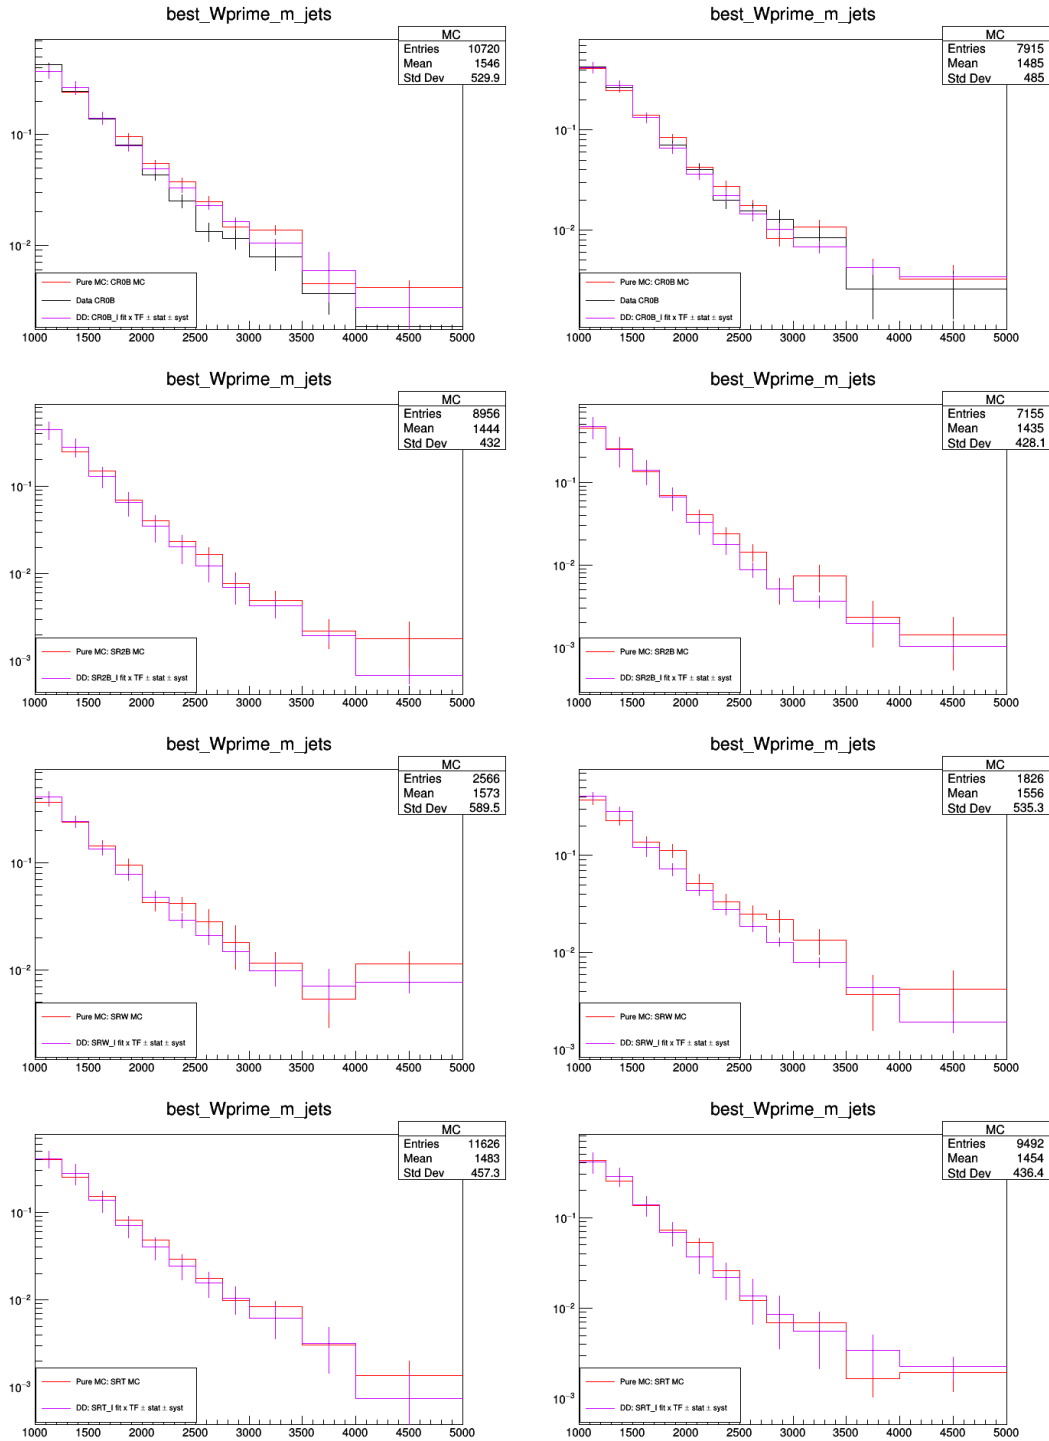 best_Wprime_m_jets
MC
Entries 10720
Mean 1546
Std Dev 529.9
10⁻¹
10⁻²
Pure MC: CR0B MC
Data CR0B
DD: CR0B_I fit x TF ± stat ± syst
1000 1500 2000 2500 3000 3500 4000 4500 5000
best_Wprime_m_jets
MC
Entries 7915
Mean 1485
Std Dev 485
10⁻¹
10⁻²
Pure MC: CR0B MC
Data CR0B
DD: CR0B_I fit x TF ± stat ± syst
1000 1500 2000 2500 3000 3500 4000 4500 5000
best_Wprime_m_jets
MC
Entries 8956
Mean 1444
Std Dev 432
10⁻¹
10⁻²
10⁻³
Pure MC: SR2B MC
DD: SR2B_I fit x TF ± stat ± syst
1000 1500 2000 2500 3000 3500 4000 4500 5000
best_Wprime_m_jets
MC
Entries 7155
Mean 1435
Std Dev 428.1
10⁻¹
10⁻²
10⁻³
Pure MC: SR2B MC
DD: SR2B_I fit x TF ± stat ± syst
1000 1500 2000 2500 3000 3500 4000 4500 5000
best_Wprime_m_jets
MC
Entries 2566
Mean 1573
Std Dev 589.5
10⁻¹
10⁻²
Pure MC: SRW MC
DD: SRW_I fit x TF ± stat ± syst
1000 1500 2000 2500 3000 3500 4000 4500 5000
best_Wprime_m_jets
MC
Entries 1826
Mean 1556
Std Dev 535.3
10⁻¹
10⁻²
10⁻³
Pure MC: SRW MC
DD: SRW_I fit x TF ± stat ± syst
1000 1500 2000 2500 3000 3500 4000 4500 5000
best_Wprime_m_jets
MC
Entries 11626
Mean 1483
Std Dev 457.3
10⁻¹
10⁻²
10⁻³
Pure MC: SRT MC
DD: SRT_I fit x TF ± stat ± syst
1000 1500 2000 2500 3000 3500 4000 4500 5000
best_Wprime_m_jets
MC
Entries 9492
Mean 1454
Std Dev 436.4
10⁻¹
10⁻²
10⁻³
Pure MC: SRT MC
DD: SRT_I fit x TF ± stat ± syst
1000 1500 2000 2500 3000 3500 4000 4500 5000